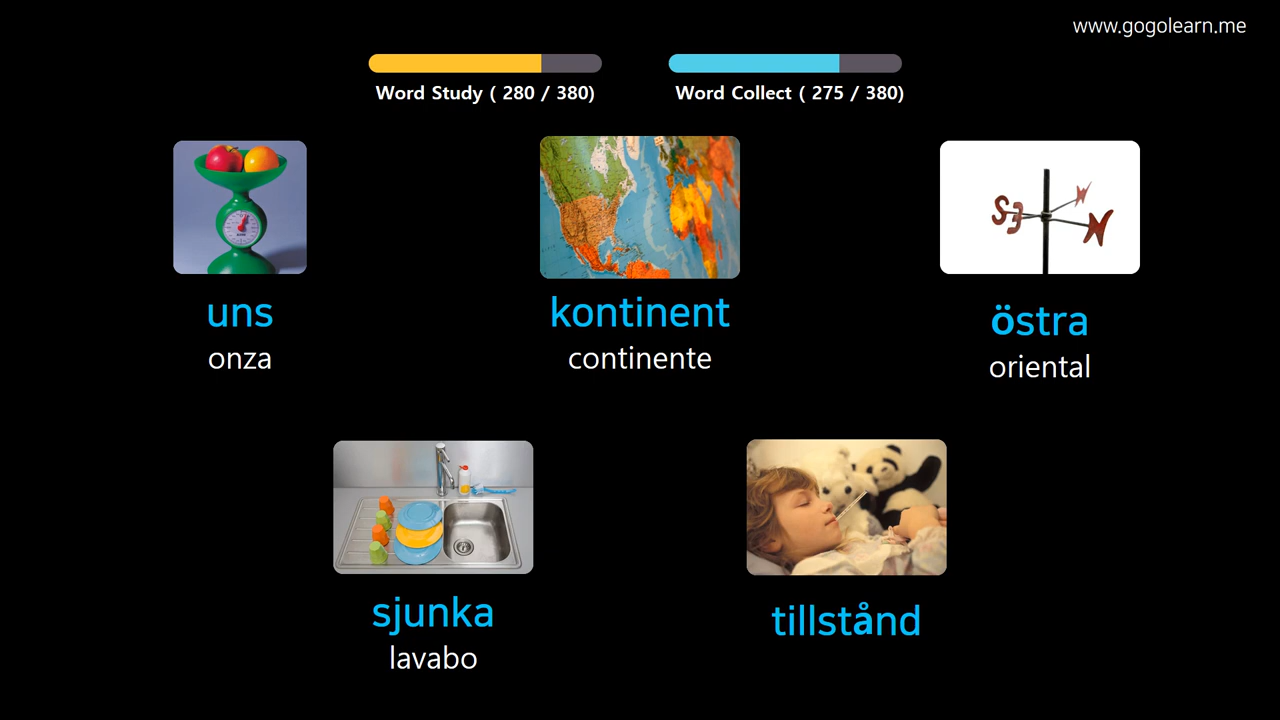 www.gogolearn.me
Word Study ( 280 / 380)
Word Collect ( 275 / 380)
uns
onza
kontinent
continente
östra
oriental
sjunka
lavabo
tillstånd